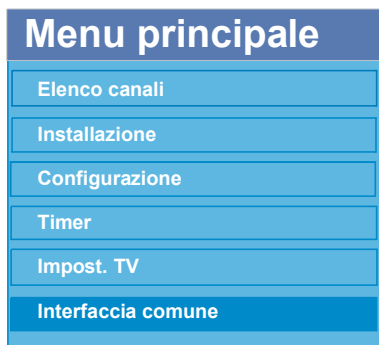 Menu principale
Elenco canali
Installazione
Configurazione
Timer
Impost. TV
Interfaccia comune